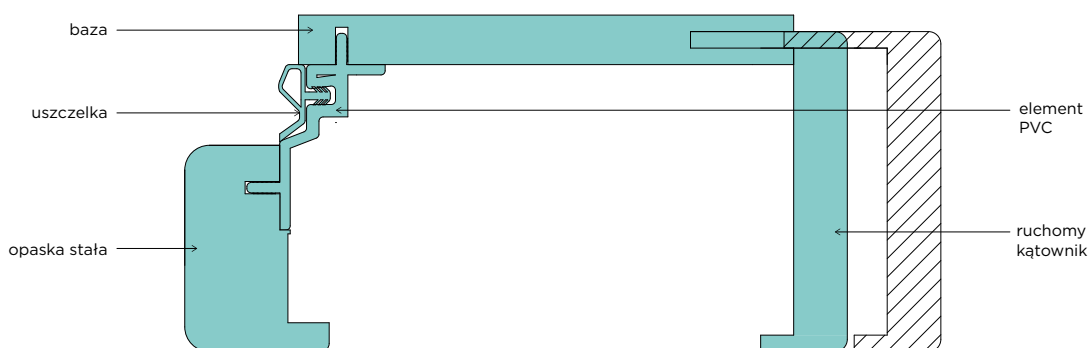 baza
uszczelka
opaska stała
element
PVC
ruchomy
kątownik